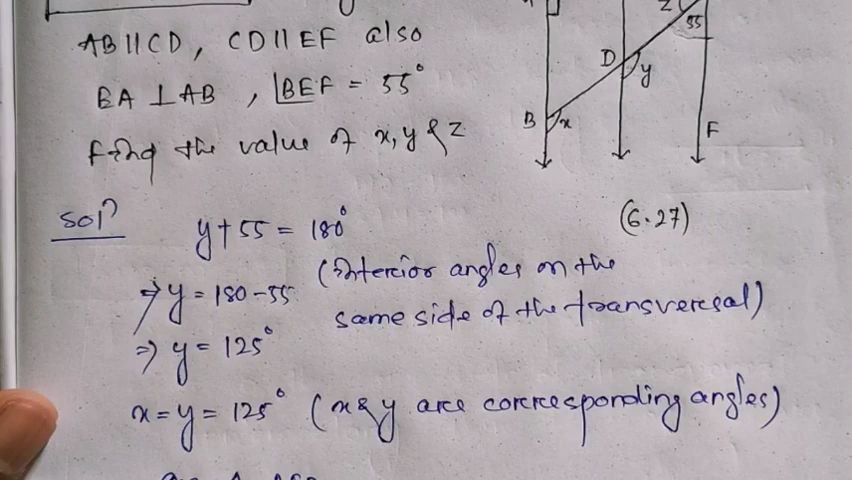 AB||CD, CD||EF also
EA ⊥ AB, ∠BEF = 55°
Find the value of x, y & z
z
55
D
y
B
x
F
(6.27)
Solⁿ
y + 55 = 180°
(Interior angles on the
⇒ y = 180 - 55
same side of the transversal)
⇒ y = 125°
x = y = 125° (x & y are corresponding angles)